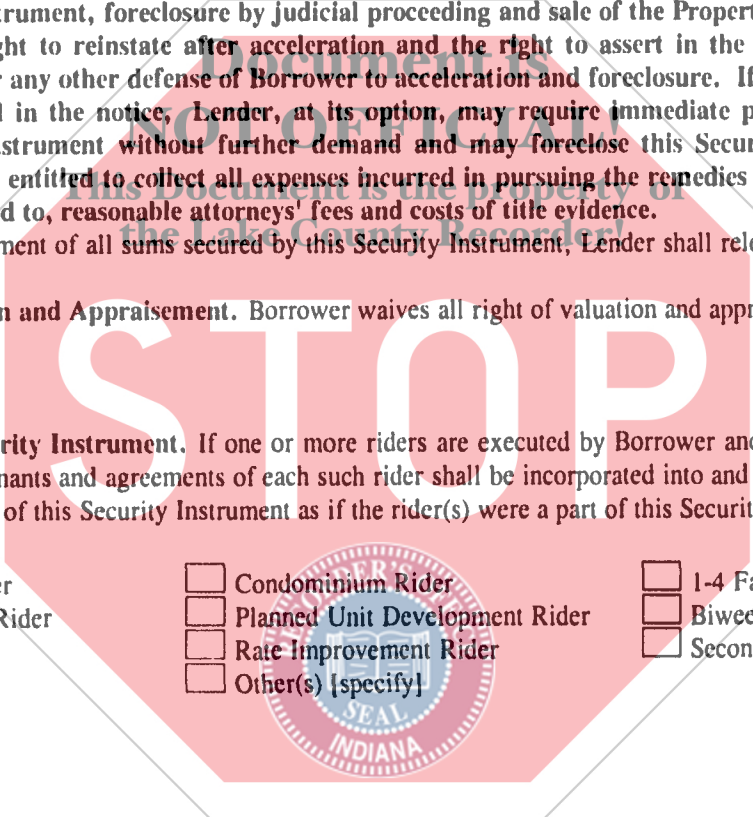 trument, foreclosure by judicial proceeding and sale of the Propert
ght to reinstate after acceleration and the right to assert in the
Document is
any other defense of Borrower to acceleration and foreclosure. If
in the notice, Lender, at its option, may require immediate p
NOT OFFICIAL!
strument without further demand and may foreclose this Secur
entitled to collect all expenses incurred in pursuing the remedies
This Document is the property of
d to, reasonable attorneys' fees and costs of title evidence.
the Lake County Recorder!
ment of all sums secured by this Security Instrument, Lender shall rele
n and Appraisement. Borrower waives all right of valuation and appr
STOP
rity Instrument. If one or more riders are executed by Borrower and
nants and agreements of each such rider shall be incorporated into and
of this Security Instrument as if the rider(s) were a part of this Securit
er Condominium Rider 1-4 Fa
Rider Planned Unit Development Rider Biwee
Rate Improvement Rider Secon
Other(s) [specify]
SEAL
INDIANA